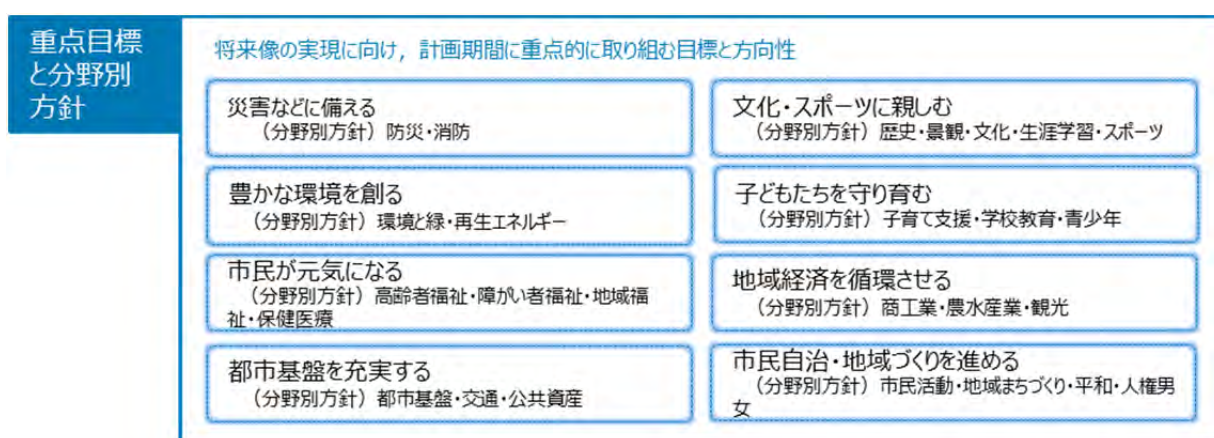 重点目標
と分野別
方針
将来像の実現に向け，計画期間に重点的に取り組む目標と方向性
災害などに備える
（分野別方針）防災・消防
豊かな環境を創る
（分野別方針）環境と緑・再生エネルギー
市民が元気になる
（分野別方針）高齢者福祉・障がい者福祉・地域福
祉・保健医療
都市基盤を充実する
（分野別方針）都市基盤・交通・公共資産
文化・スポーツに親しむ
（分野別方針）歴史・景観・文化・生涯学習・スポーツ
子どもたちを守り育む
（分野別方針）子育て支援・学校教育・青少年
地域経済を循環させる
（分野別方針）商工業・農水産業・観光
市民自治・地域づくりを進める
（分野別方針）市民活動・地域まちづくり・平和・人権男
女